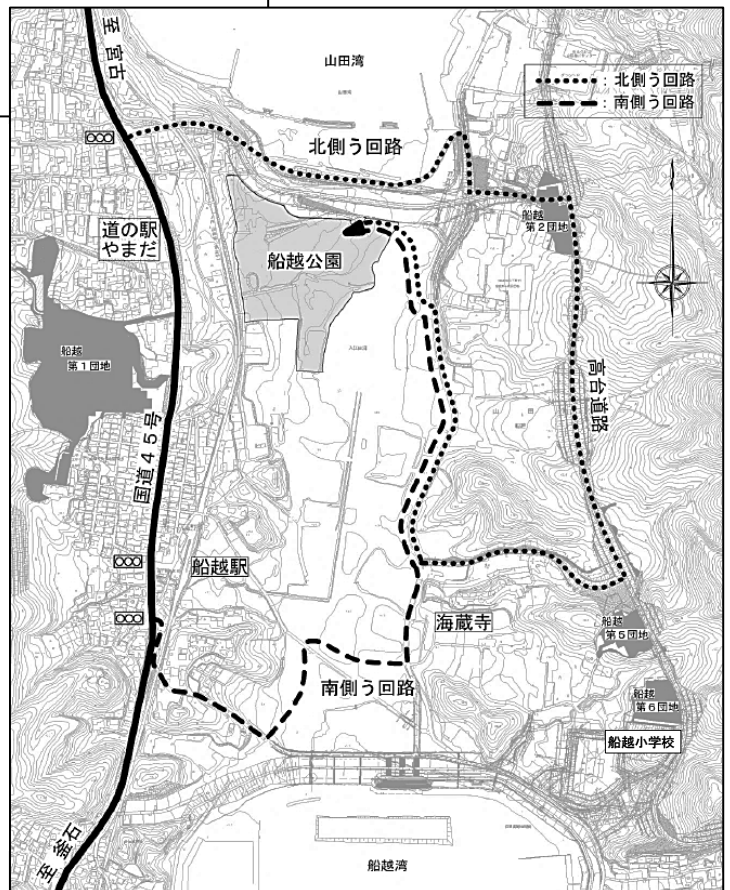 至 宮古
山田湾
：北側う回路
：南側う回路
北側う回路
道の駅
やまだ
船越
第2団地
船越公園
船越
第1団地
高台道路
国道45号
船越駅
海蔵寺
船越
第5団地
南側う回路
船越
第6団地
船越小学校
至 釜石
船越湾